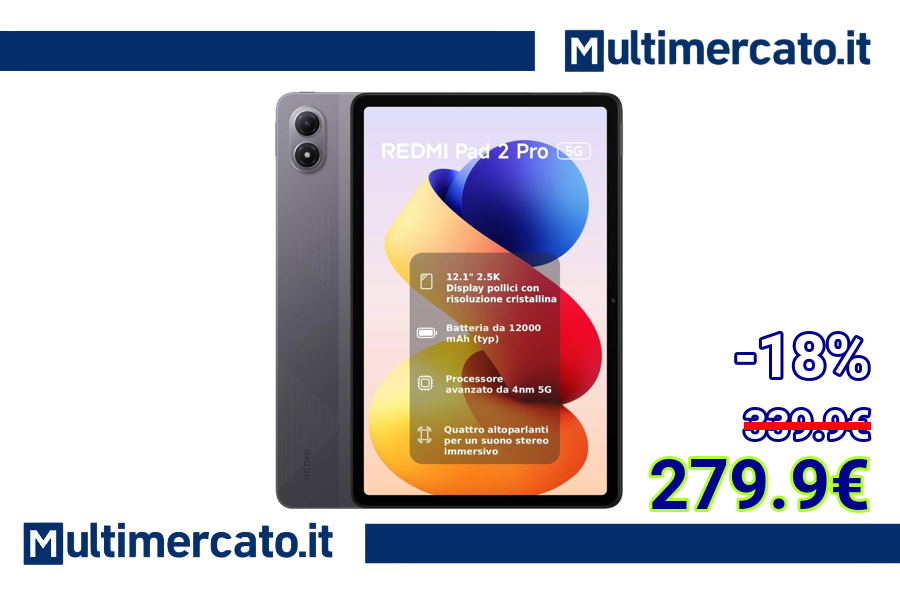 Multimercato.it
REDMI Pad 2 Pro 5G
12.1" 2.5K
Display pollici con
risoluzione cristallina
Batteria da 12000
mAh (typ)
Processore
avanzato da 4nm 5G
Quattro altoparlanti
per un suono stereo
immersivo
REDMI
-18%
339.9€
279.9€
Multimercato.it